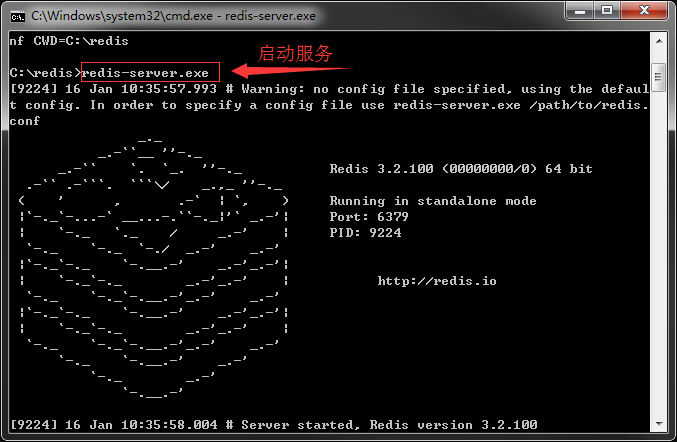 C:\Windows\system32\cmd.exe - redis-server.exe
nf CWD=C:\redis
启动服务
C:\redis>redis-server.exe
[9224] 16 Jan 10:35:57.993 # Warning: no config file specified, using the defaul
t config. In order to specify a config file use redis-server.exe /path/to/redis.
conf
Redis 3.2.100 (00000000/0) 64 bit
Running in standalone mode
Port: 6379
PID: 9224
http://redis.io
[9224] 16 Jan 10:35:58.004 # Server started, Redis version 3.2.100